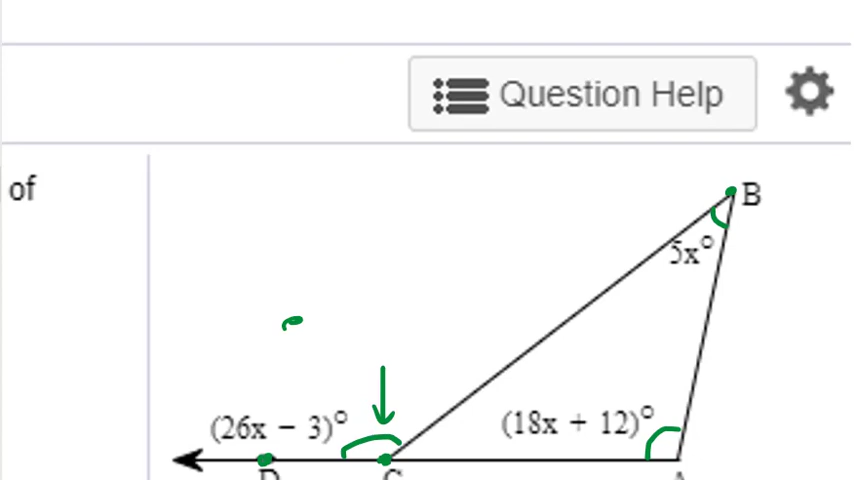 Question Help
of
B
5x°
(26x − 3)°
(18x + 12)°
D C A